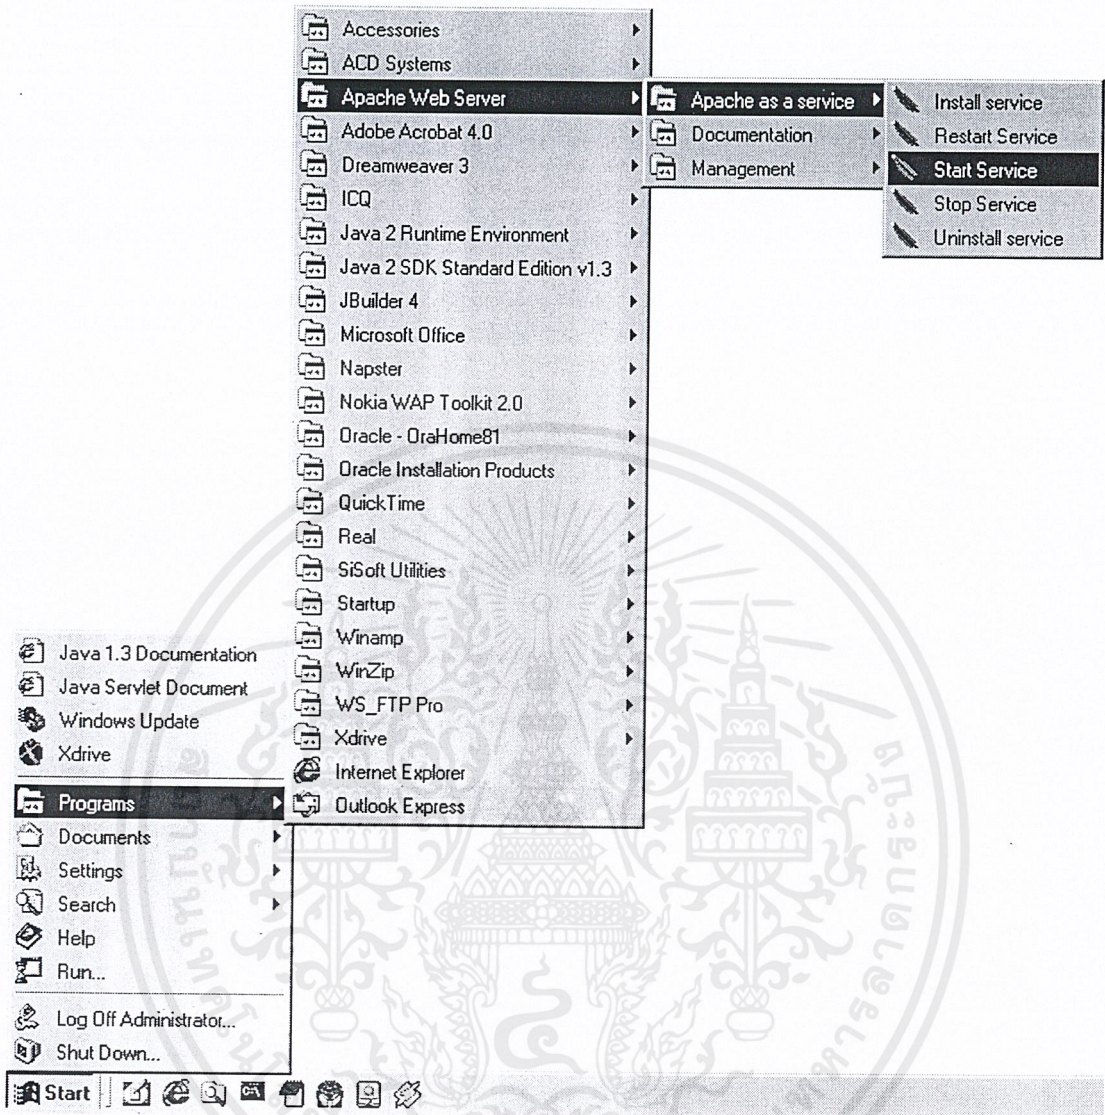 Accessories
ACD Systems
Apache Web Server
Adobe Acrobat 4.0
Dreamweaver 3
ICQ
Java 2 Runtime Environment
Java 2 SDK Standard Edition v1.3
JBuilder 4
Microsoft Office
Napster
Nokia WAP Toolkit 2.0
Oracle - OraHome81
Oracle Installation Products
QuickTime
Real
SiSoft Utilities
Startup
Winamp
WinZip
WS_FTP Pro
Xdrive
Internet Explorer
Outlook Express
Apache as a service
Documentation
Management
Install service
Restart Service
Start Service
Stop Service
Uninstall service
Java 1.3 Documentation
Java Servlet Document
Windows Update
Xdrive
Programs
Documents
Settings
Search
Help
Run...
Log Off Administrator...
Shut Down...
Start